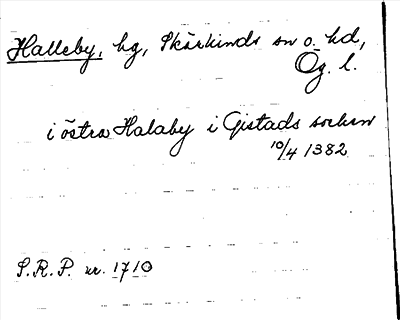 Halleby, hg, Skärkinds sn o. hd,
Ög. l.
i östra Halaby i Gistads socken
10/4 1382
S.R.P. nr. 1710